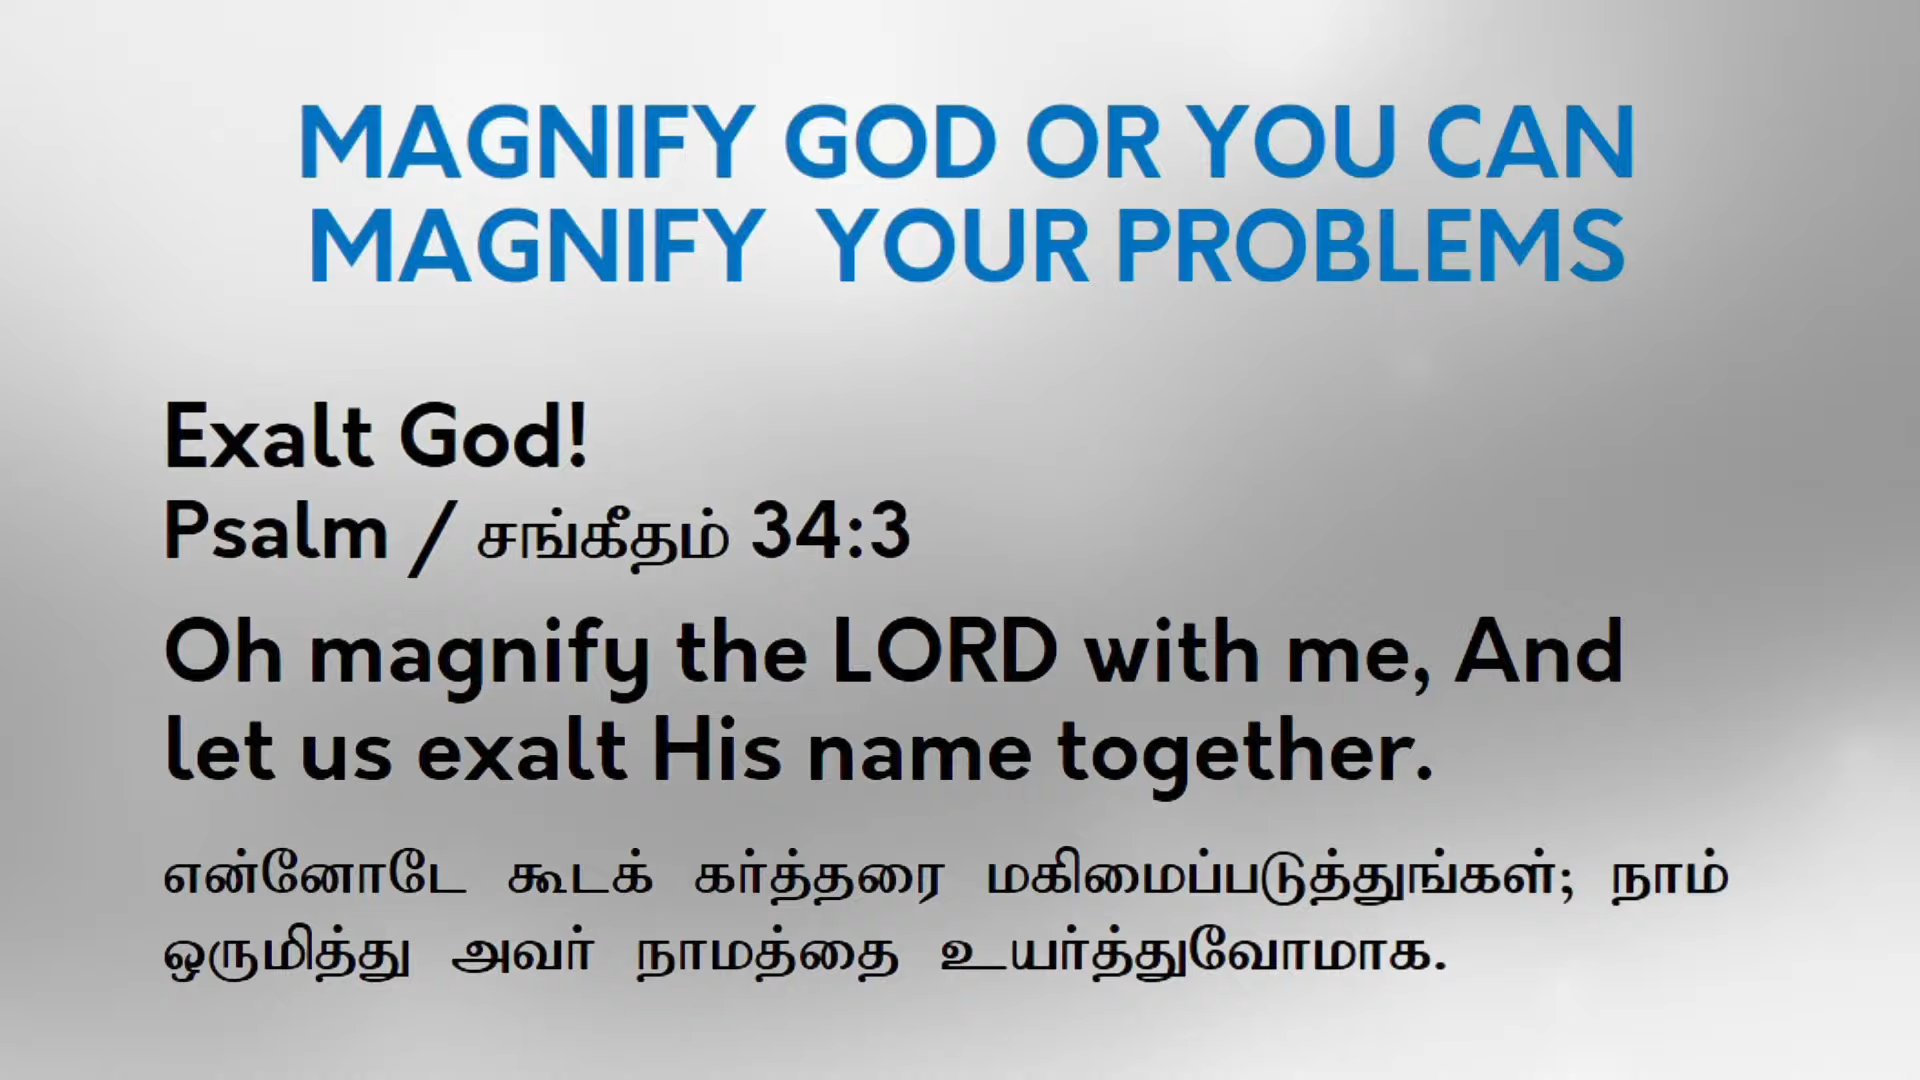 MAGNIFY GOD OR YOU CAN
MAGNIFY YOUR PROBLEMS
Exalt God!
Psalm / சங்கீதம் 34:3
Oh magnify the LORD with me, And
let us exalt His name together.
என்னோடே கூடக் கர்த்தரை மகிமைப்படுத்துங்கள்; நாம்
ஒருமித்து அவர் நாமத்தை உயர்த்துவோமாக.